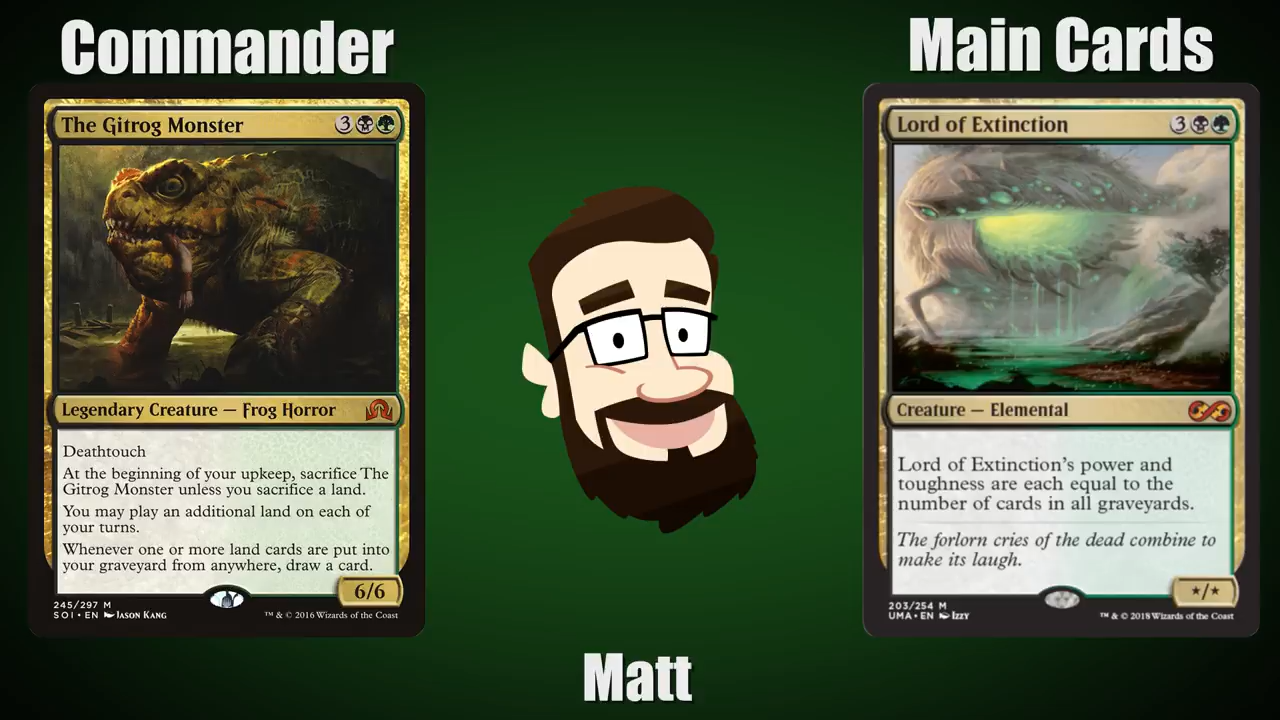 Commander
The Gitrog Monster 3
Legendary Creature — Frog Horror
Deathtouch
At the beginning of your upkeep, sacrifice The
Gitrog Monster unless you sacrifice a land.
You may play an additional land on each of
your turns.
Whenever one or more land cards are put into
your graveyard from anywhere, draw a card.
6/6
245/297 M
SOI • EN Jason Kang
™ & © 2016 Wizards of the Coast
Matt
Main Cards
Lord of Extinction 3
Creature — Elemental
Lord of Extinction's power and
toughness are each equal to the
number of cards in all graveyards.
The forlorn cries of the dead combine to
make its laugh.
★/★
203/254 M
UMA • EN Izzy
™ & © 2018 Wizards of the Coast